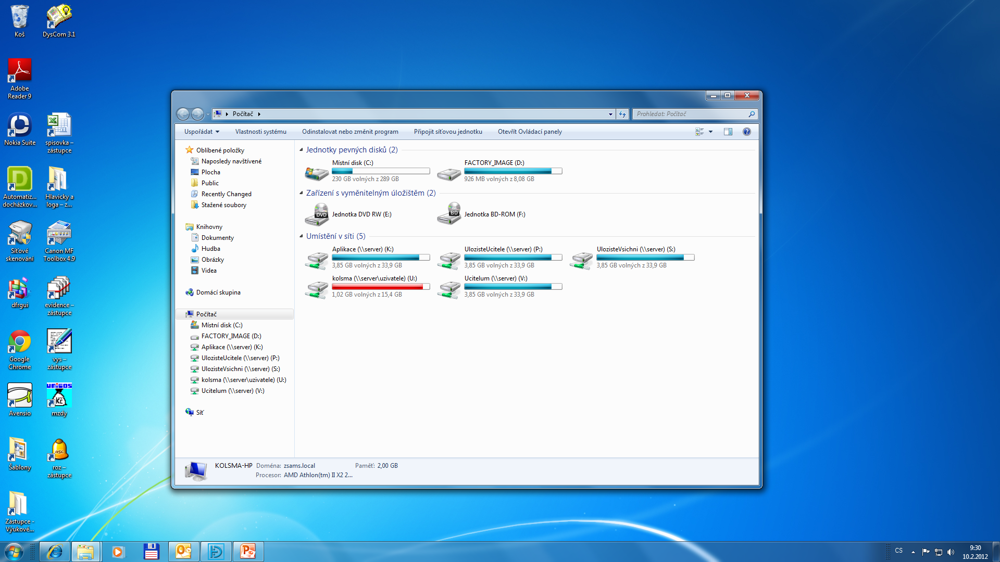 Koš
DysCom 3.1
Adobe
Reader 9
Nokia Suite
spisovka –
zástupce
Automatiz...
docházkov...
Hlavicky a
loga – z...
Síťové
skenování
Canon MF
Toolbox 4.9
dfrgui
evidence –
zástupce
Google
Chrome
vys –
zástupce
Avensio
UNICOS
Kč
mzdy
Šablony
asc
roz –
zástupce
Zástupce -
Výukové...
Počítač
Prohledat: Počítač
Uspořádat
Vlastnosti systému
Odinstalovat nebo změnit program
Připojit síťovou jednotku
Otevřít Ovládací panely
Oblíbené položky
Naposledy navštívené
Plocha
Public
Recently Changed
Stažené soubory
Knihovny
Dokumenty
Hudba
Obrázky
Videa
Domácí skupina
Počítač
Místní disk (C:)
FACTORY_IMAGE (D:)
Aplikace (\\server) (K:)
UlozisteUcitele (\\server) (P:)
UlozisteVsichni (\\server) (S:)
kolsma (\\server\uzivatele) (U:)
Ucitelum (\\server) (V:)
Síť
Jednotky pevných disků (2)
Místní disk (C:)
230 GB volných z 289 GB
FACTORY_IMAGE (D:)
926 MB volných z 8,08 GB
Zařízení s vyměnitelným úložištěm (2)
DVD
Jednotka DVD RW (E:)
BD
Jednotka BD-ROM (F:)
Umístění v síti (5)
Aplikace (\\server) (K:)
3,85 GB volných z 33,9 GB
UlozisteUcitele (\\server) (P:)
3,85 GB volných z 33,9 GB
UlozisteVsichni (\\server) (S:)
3,85 GB volných z 33,9 GB
kolsma (\\server\uzivatele) (U:)
1,02 GB volných z 15,4 GB
Ucitelum (\\server) (V:)
3,85 GB volných z 33,9 GB
KOLSMA-HP Doména: zsams.local Paměť: 2,00 GB
Procesor: AMD Athlon(tm) II X2 2...
CS
9:30
10.2.2012